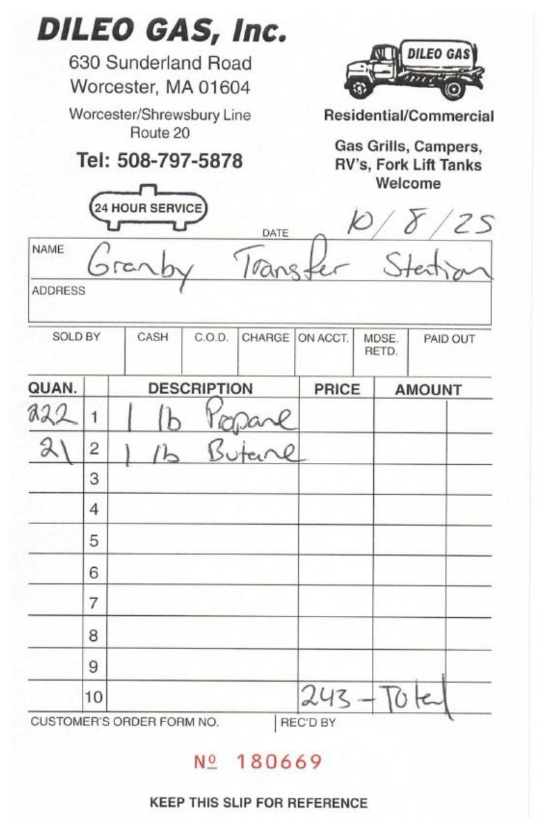 DILEO GAS, Inc.
630 Sunderland Road
Worcester, MA 01604
Worcester/Shrewsbury Line
Route 20
Tel: 508-797-5878
24 HOUR SERVICE
DILEO GAS
Residential/Commercial
Gas Grills, Campers,
RV's, Fork Lift Tanks
Welcome
DATE 10/8/25
NAME Granby Transfer Station
ADDRESS
SOLD BY CASH C.O.D. CHARGE ON ACCT. MDSE. RETD. PAID OUT
QUAN. DESCRIPTION PRICE AMOUNT
222 1 1 lb Propane
21 2 1 lb Butane
3
4
5
6
7
8
9
10 243 - Total
CUSTOMER'S ORDER FORM NO. REC'D BY
Nº 180669
KEEP THIS SLIP FOR REFERENCE